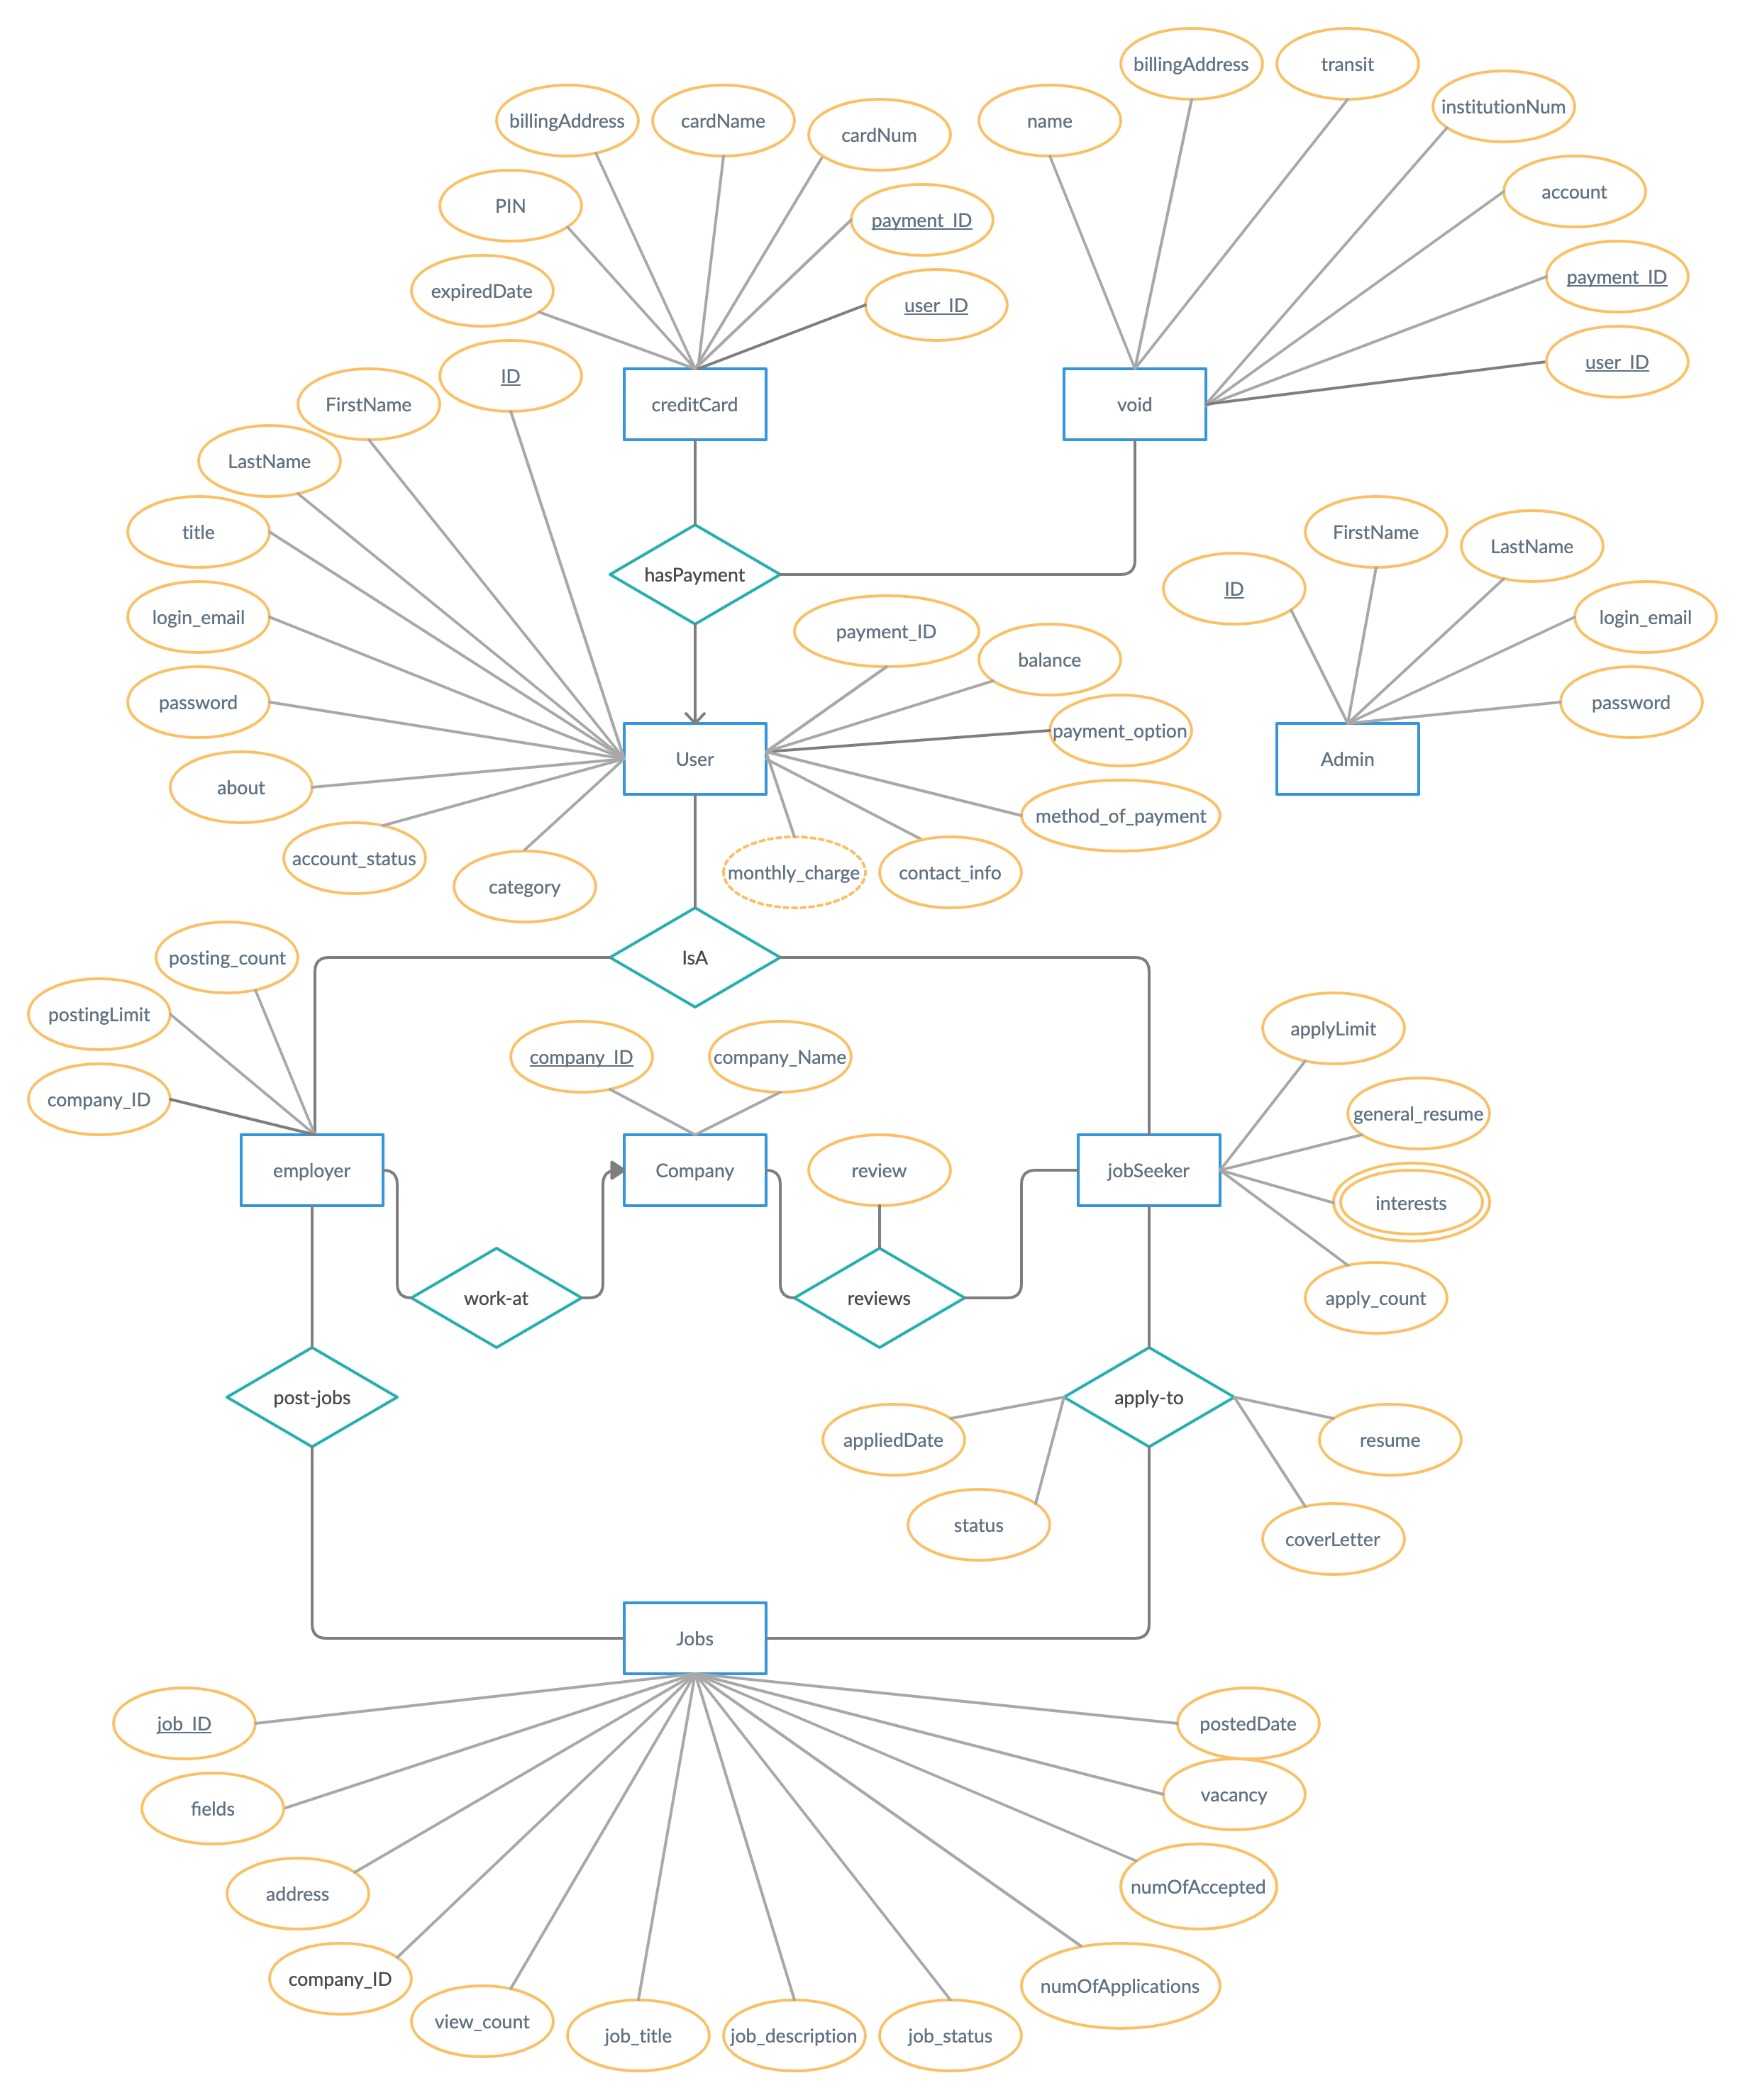 billingAddress
transit
institutionNum
billingAddress
cardName
cardNum
name
account
PIN
payment_ID
payment_ID
expiredDate
user_ID
user_ID
ID
FirstName
creditCard
void
LastName
title
FirstName
LastName
hasPayment
ID
login_email
login_email
payment_ID
balance
password
password
payment_option
User
Admin
about
method_of_payment
account_status
category
monthly_charge
contact_info
posting_count
IsA
postingLimit
applyLimit
company_ID
company_Name
company_ID
general_resume
employer
Company
review
jobSeeker
interests
work-at
reviews
apply_count
post-jobs
apply-to
appliedDate
resume
status
coverLetter
Jobs
job_ID
postedDate
fields
vacancy
address
numOfAccepted
company_ID
numOfApplications
view_count
job_title
job_description
job_status